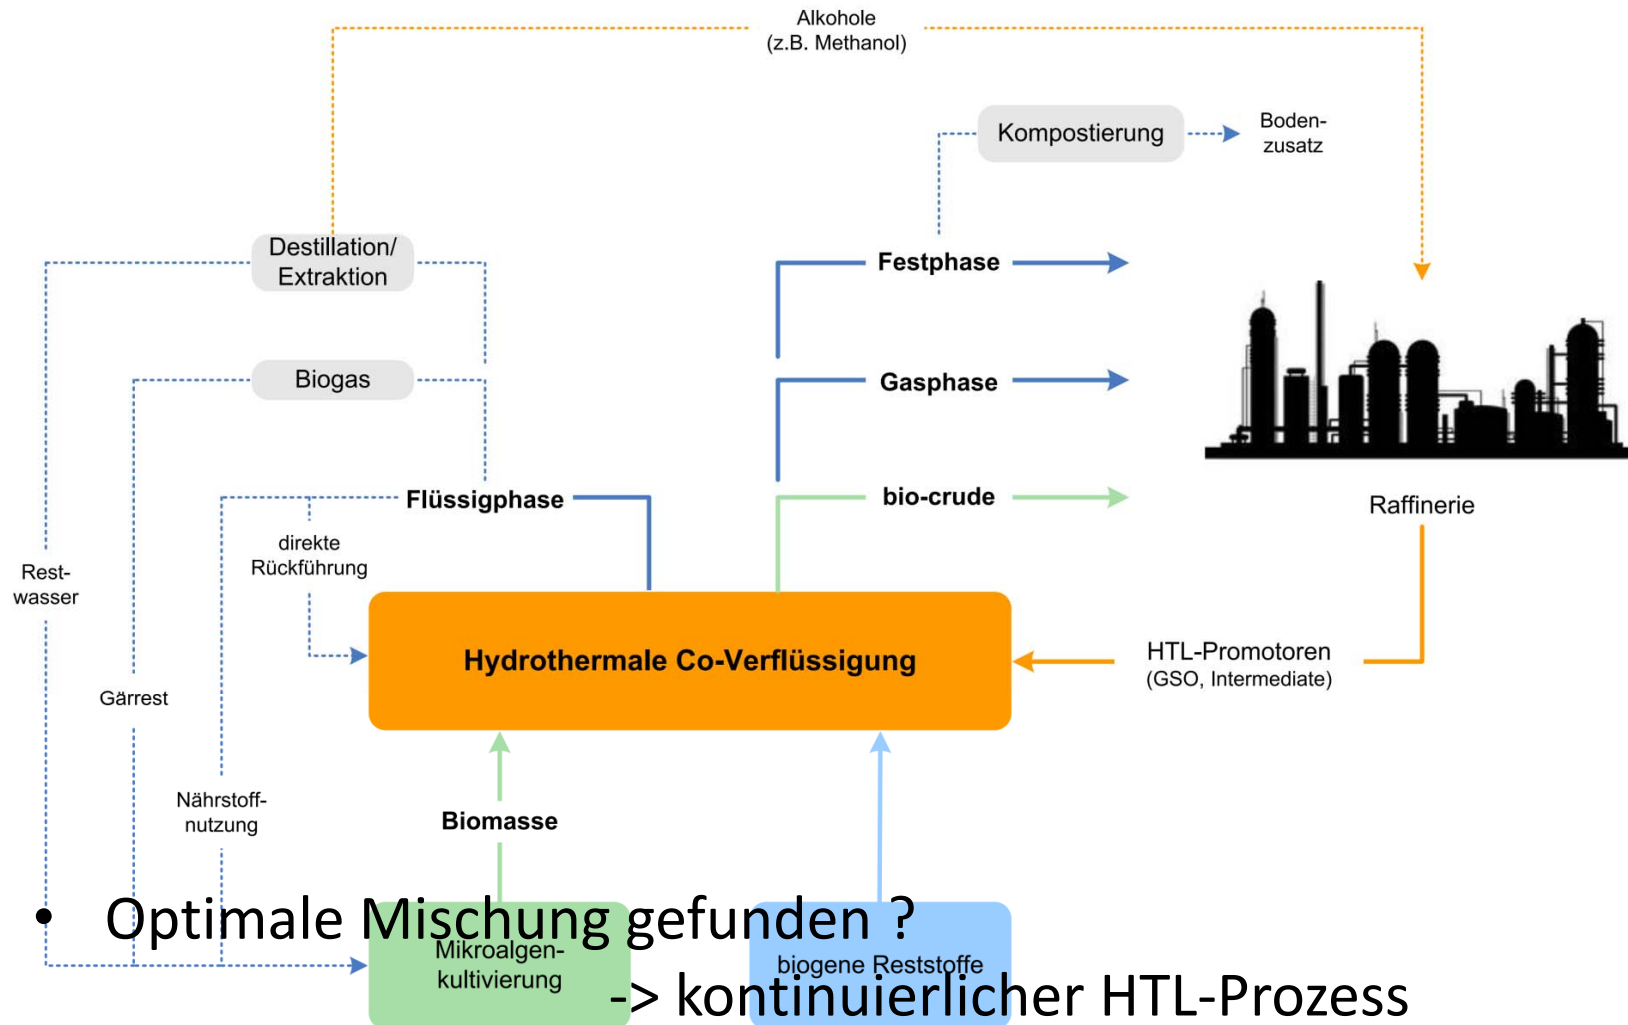 Alkohole
(z.B. Methanol)
Kompostierung
Boden-
zusatz
Destillation/
Extraktion
Festphase
Biogas
Gasphase
Flüssigphase
bio-crude
Raffinerie
direkte
Rückführung
Rest-
wasser
Hydrothermale Co-Verflüssigung
HTL-Promotoren
(GSO, Intermediate)
Gärrest
Nährstoff-
nutzung
Biomasse
• Optimale Mischung gefunden ?
Mikroalgen-
kultivierung
biogene Reststoffe
-> kontinuierlicher HTL-Prozess